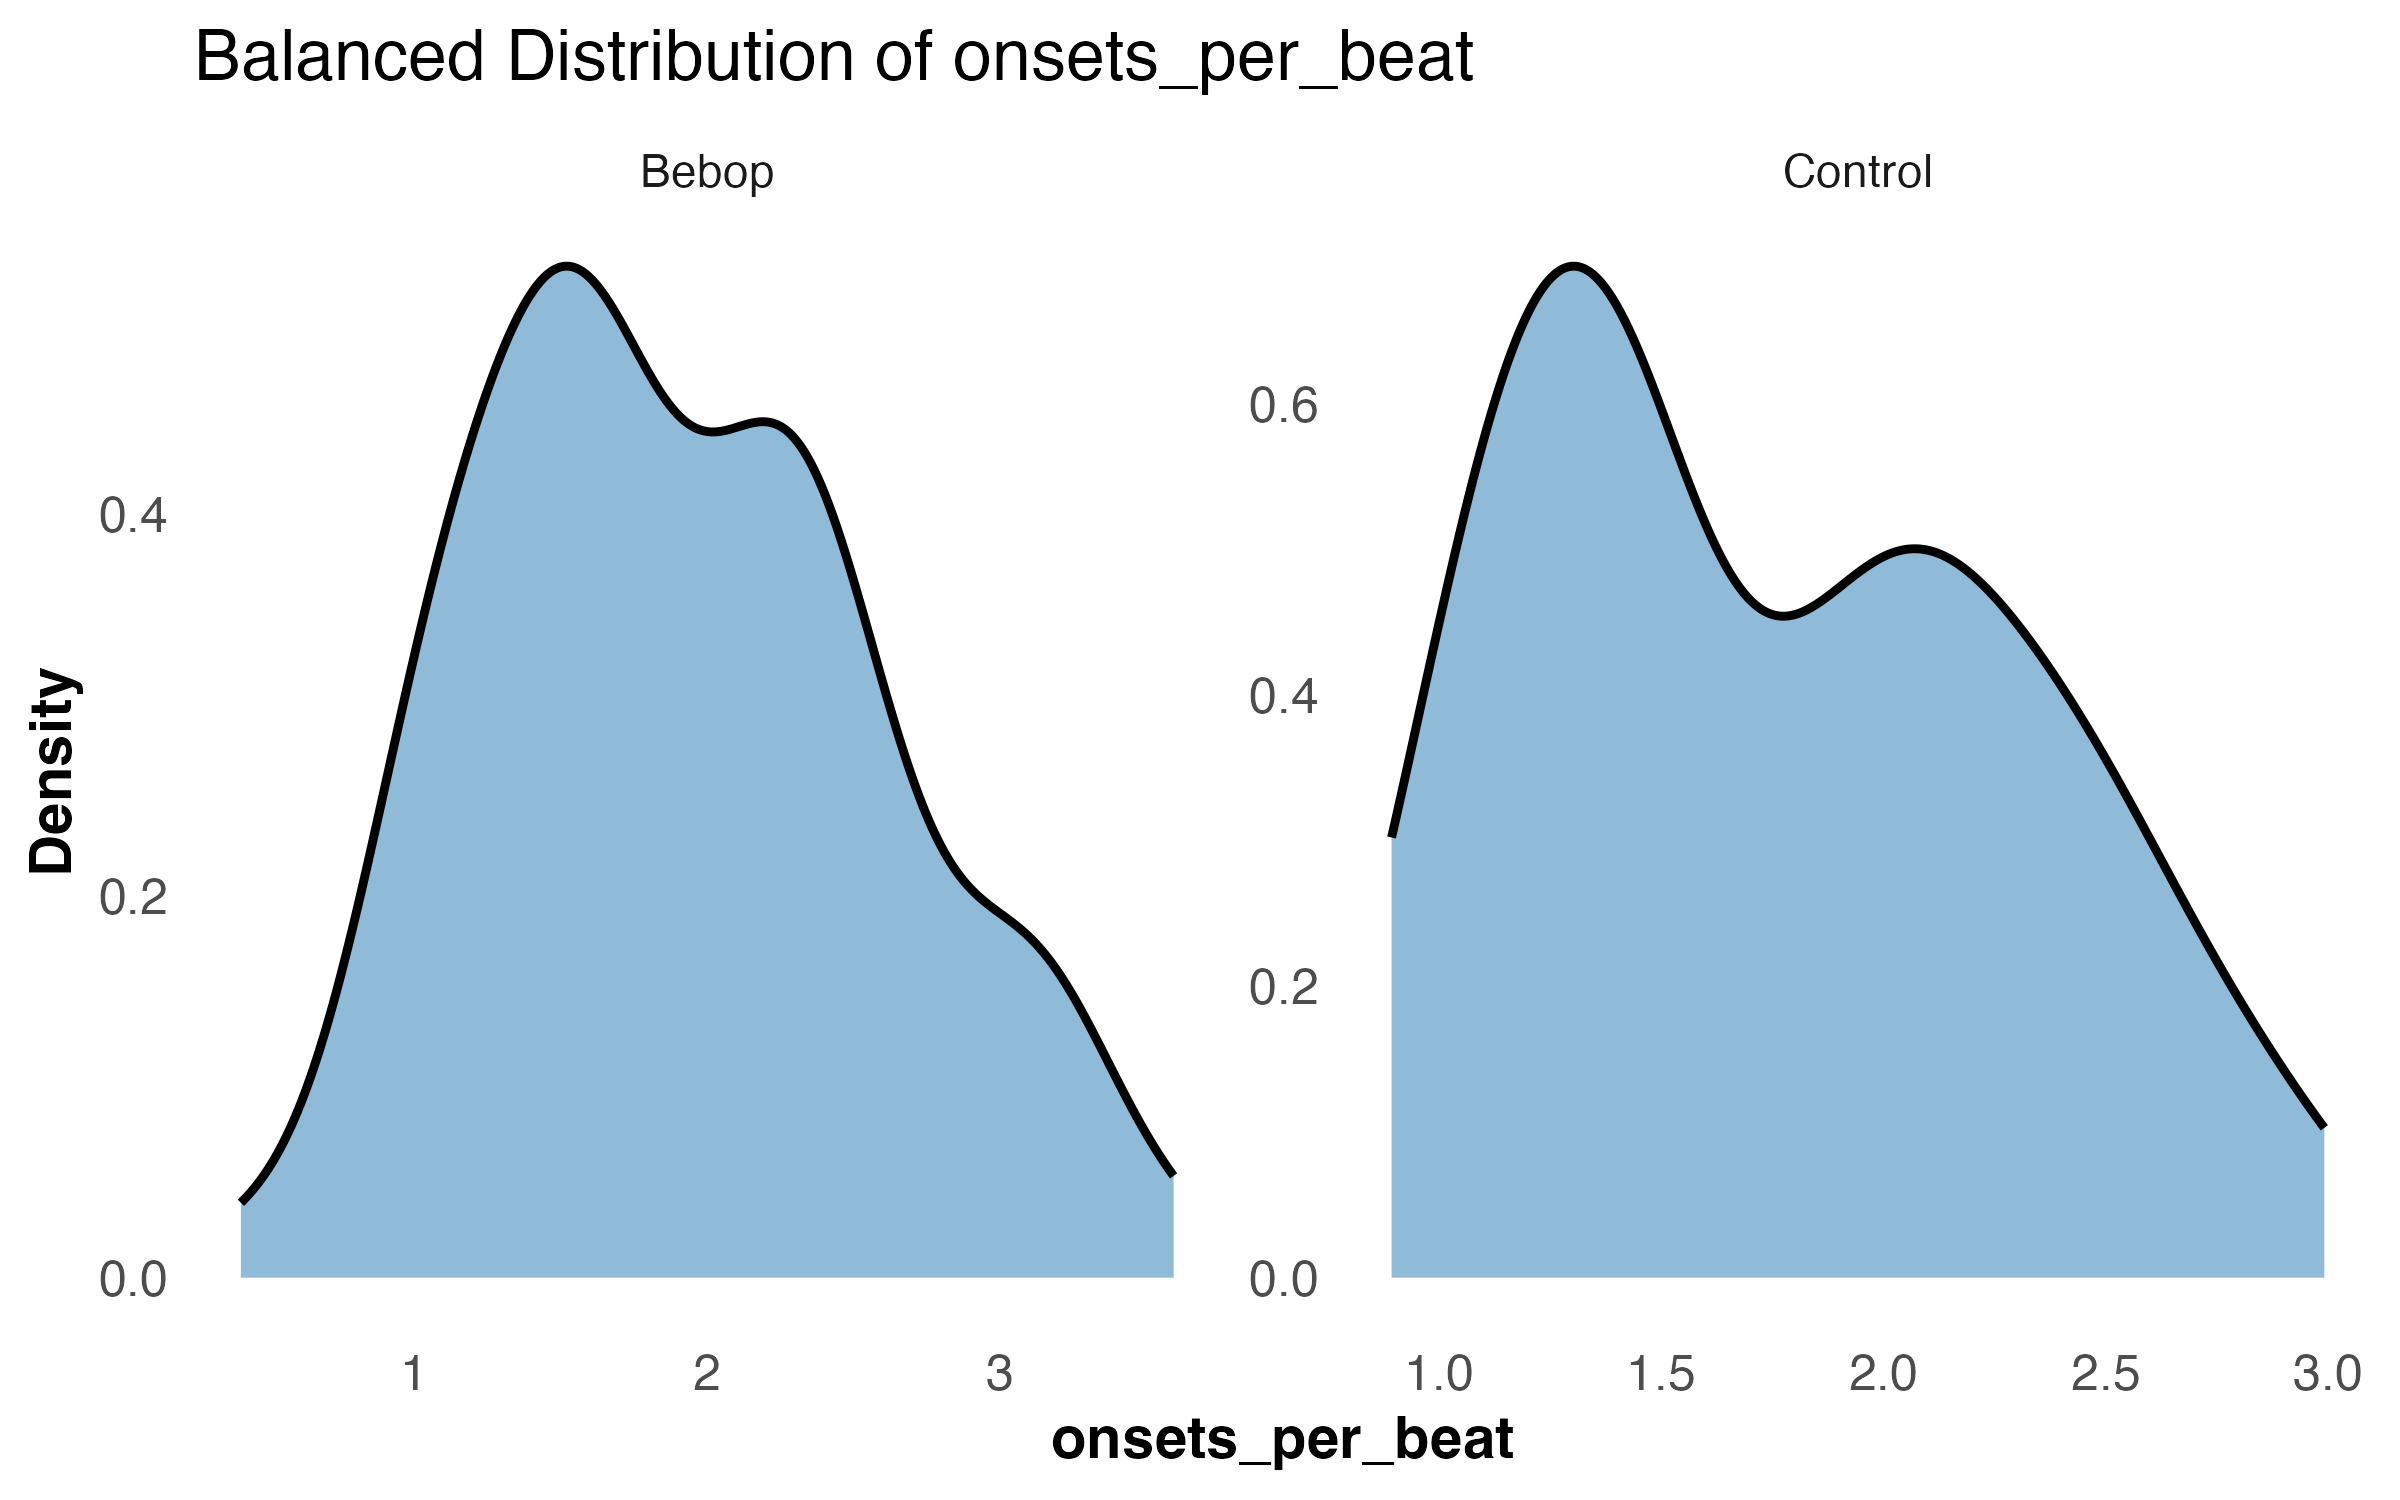 Balanced Distribution of onsets_per_beat
Bebop
Control
0.4
0.2
0.0
0.6
0.4
0.2
0.0
Density
1 2 3
1.0 1.5 2.0 2.5 3.0
onsets_per_beat